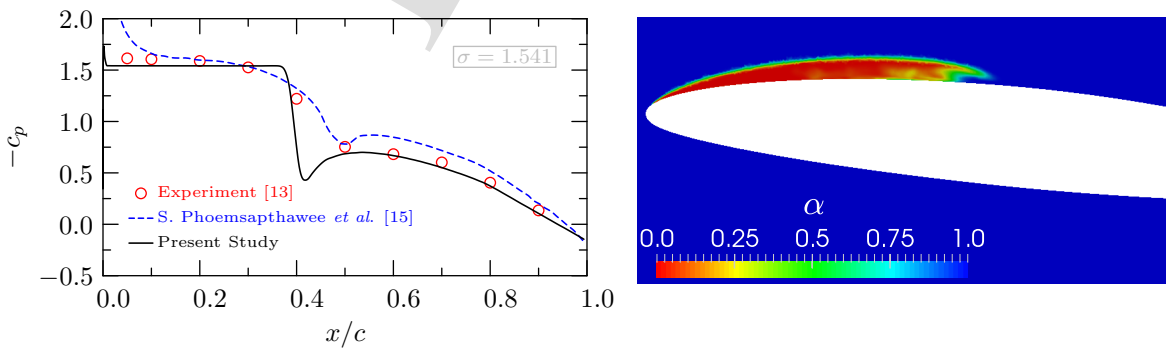 2.0
1.5
1.0
0.5
0.0
−0.5
−c_p
σ = 1.541
Experiment [13]
S. Phoemsapthawee et al. [15]
Present Study
0.0 0.2 0.4 0.6 0.8 1.0
x/c
α
0.0 0.25 0.5 0.75 1.0